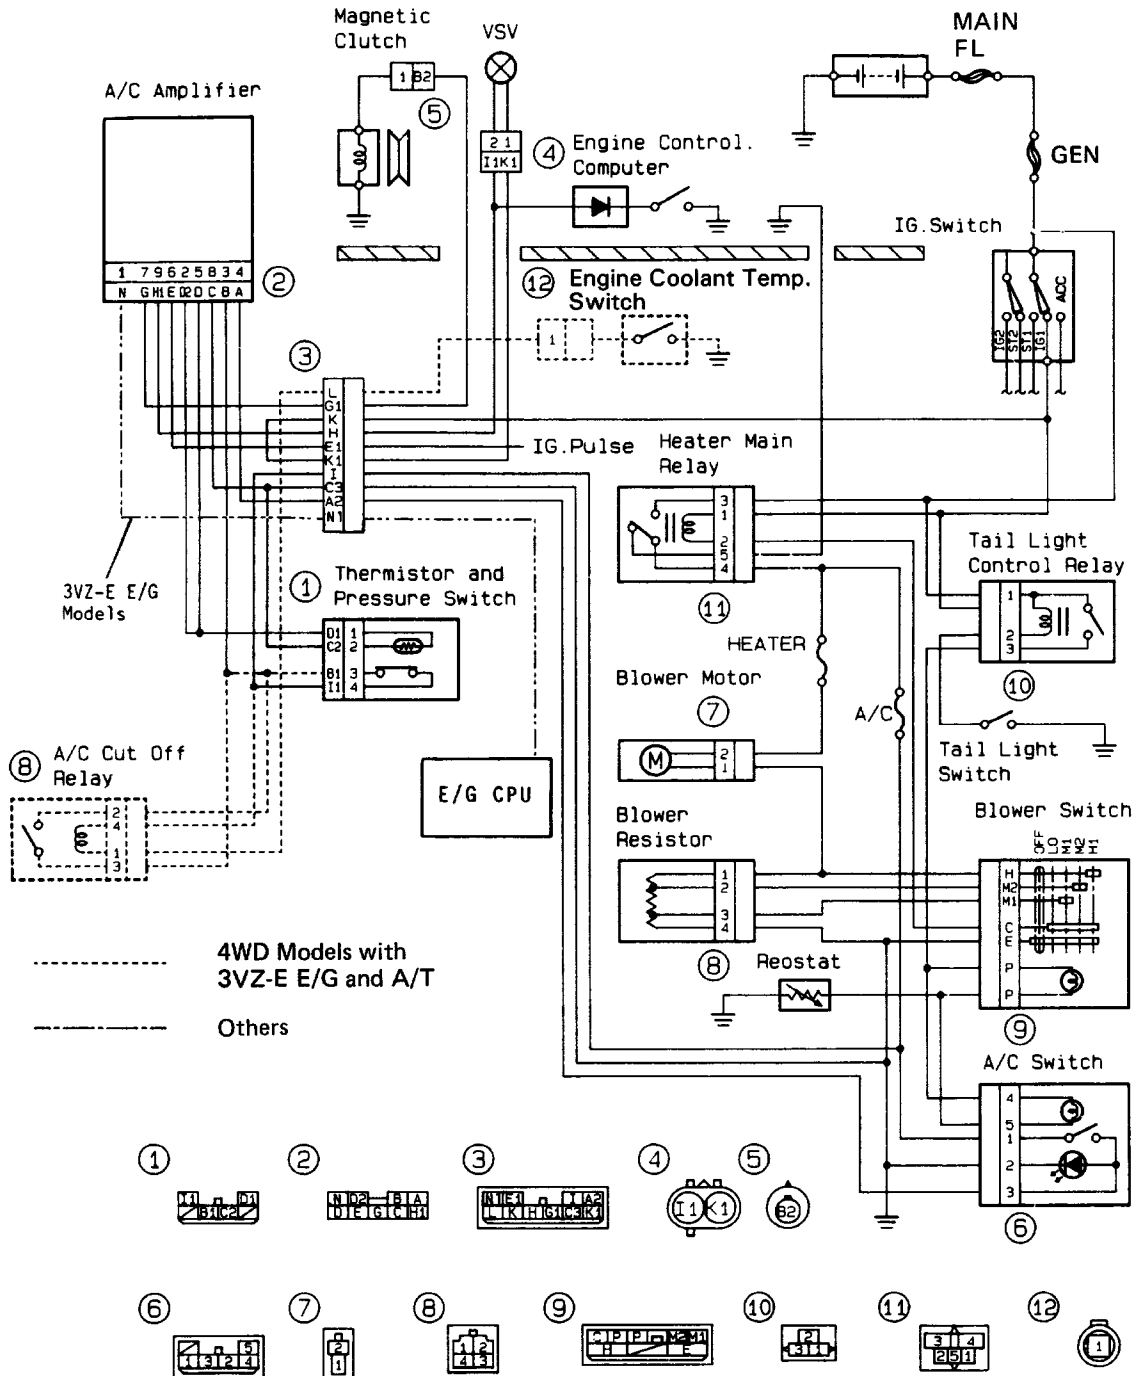 Magnetic
Clutch
VSV
MAIN
FL
A/C Amplifier
1 B2
5
2 1
I1K1
4
Engine Control.
Computer
GEN
IG.Switch
1 7 9 6 2 5 8 3 4
N G H1 E D2 D C B A
2
12
Engine Coolant Temp.
Switch
IG2
ST2
ST1
IG1
ACC
1
3
L
G1
K
H
E1
K1
I
C3
A2
N1
IG.Pulse
Heater Main
Relay
3
1
2
5
4
11
Tail Light
Control Relay
1
2
3
10
3VZ-E E/G
Models
1
Thermistor and
Pressure Switch
D1 1
C2 2
B1 3
I1 4
HEATER
Blower Motor
7
A/C
M
2
1
Tail Light
Switch
8
A/C Cut Off
Relay
2
4
1
3
E/G CPU
Blower
Resistor
1
2
3
4
8
Blower Switch
OFF
LO
M1
M2
H1
H
M2
M1
C
E
P
P
9
4WD Models with
3VZ-E E/G and A/T
Others
Reostat
A/C Switch
4
5
1
2
3
6
1
2
3
4
5
I1 D1
B1 C2
N D2 B A
D E G C H1
N1 E1 I A2
L K H G1 C3 K1
I1 K1
B2
6
7
8
9
10
11
12
5
1 3 2 4
2
1
1 2
4 3
C P P M2 M1
H E
2
3 1
3 4
2 5 1
1